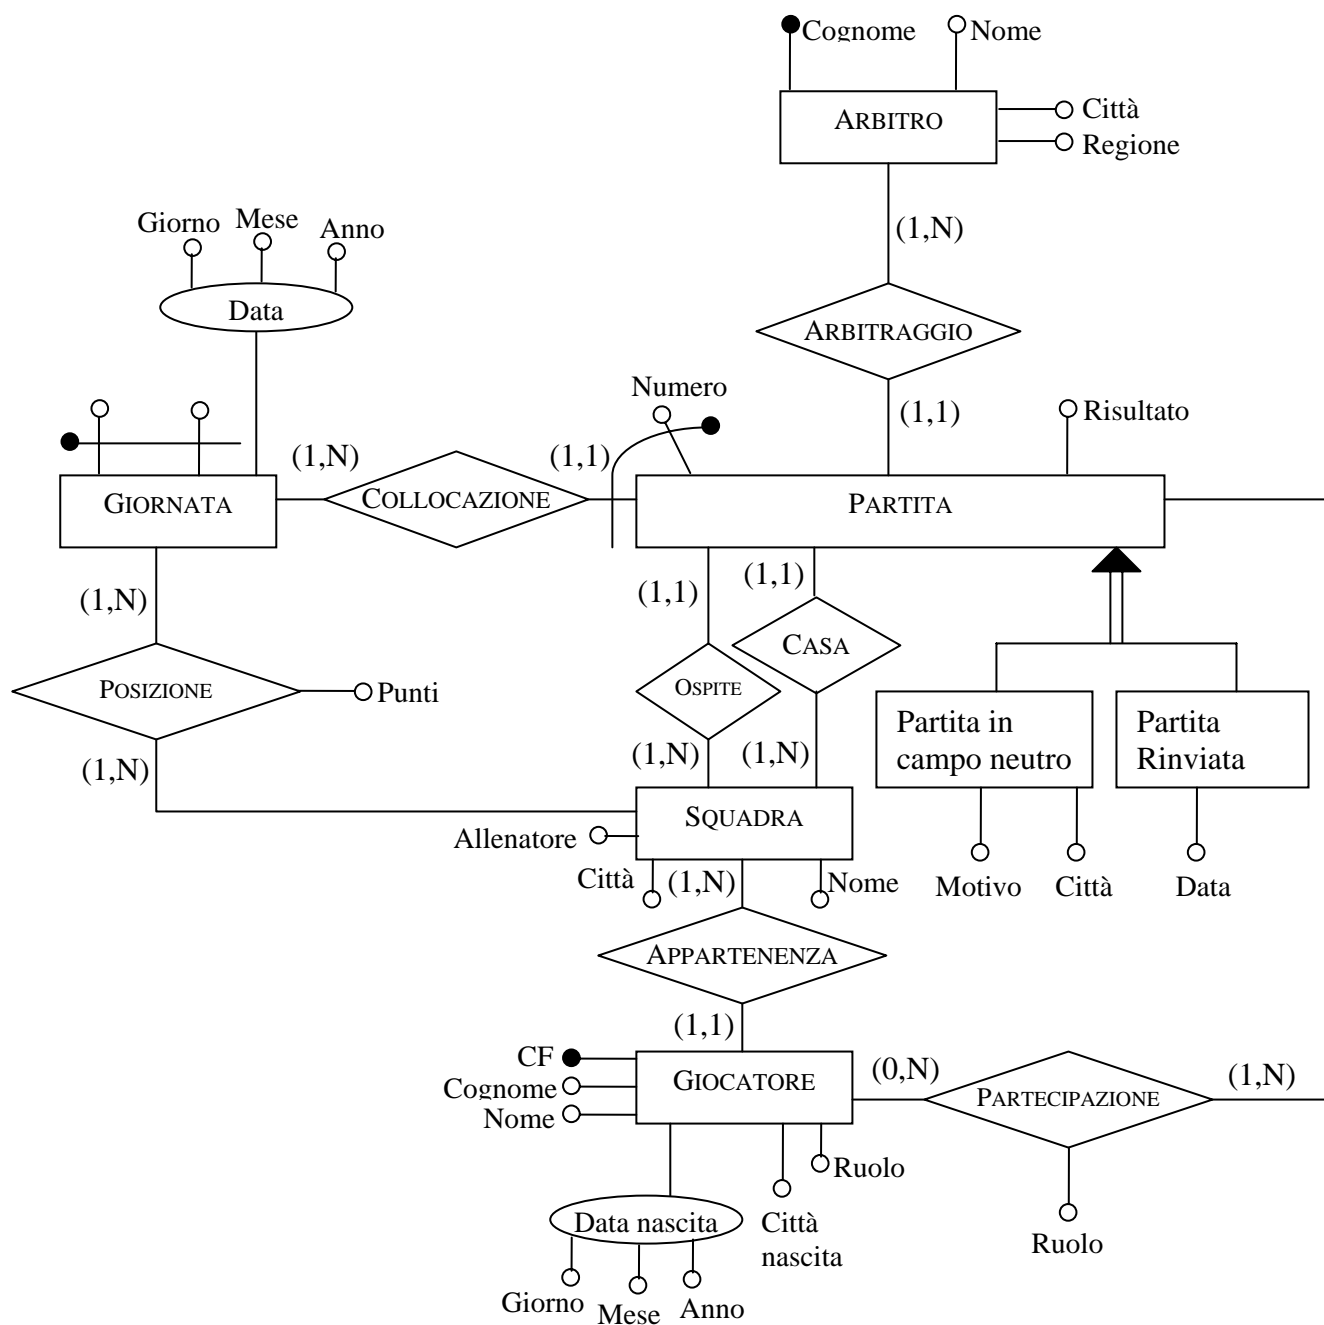 Cognome
Nome
ARBITRO
Città
Regione
(1,N)
Giorno
Mese
Anno
Data
ARBITRAGGIO
Numero
(1,1)
Risultato
(1,N)
(1,1)
GIORNATA
COLLOCAZIONE
PARTITA
(1,N)
(1,1)
(1,1)
CASA
POSIZIONE
Punti
OSPITE
(1,N)
(1,N)
(1,N)
Partita in
campo neutro
Partita
Rinviata
SQUADRA
Allenatore
Città
(1,N)
Nome
Motivo
Città
Data
APPARTENENZA
(1,1)
CF
Cognome
Nome
GIOCATORE
(0,N)
PARTECIPAZIONE
(1,N)
Ruolo
Data nascita
Città
nascita
Ruolo
Giorno
Mese
Anno